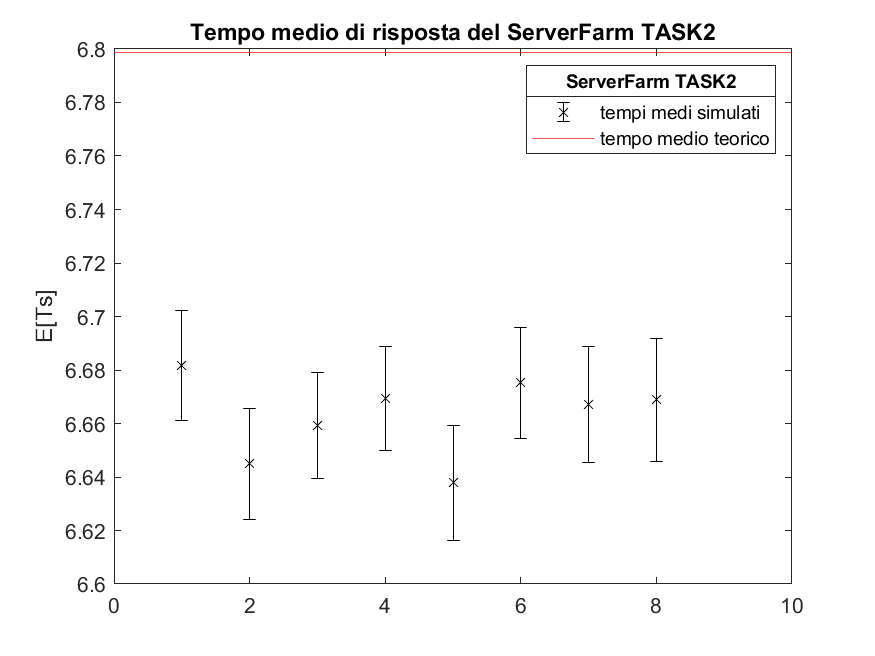 Tempo medio di risposta del ServerFarm TASK2
6.8
6.78
6.76
6.74
6.72
6.7
6.68
6.66
6.64
6.62
6.6
E[Ts]
ServerFarm TASK2
tempi medi simulati
tempo medio teorico
0 2 4 6 8 10